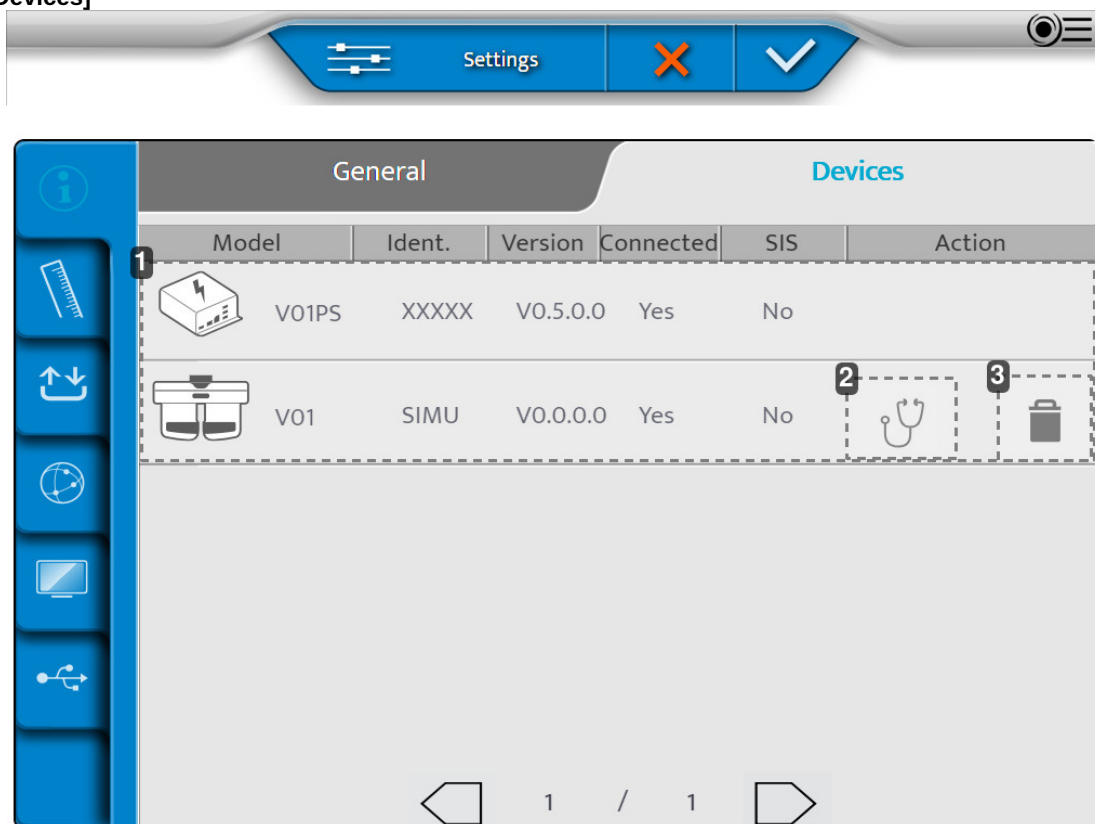 Devices]
Settings
General Devices
Model Ident. Version Connected SIS Action
1
V01PS XXXXX V0.5.0.0 Yes No
2 3
V01 SIMU V0.0.0.0 Yes No
1 / 1